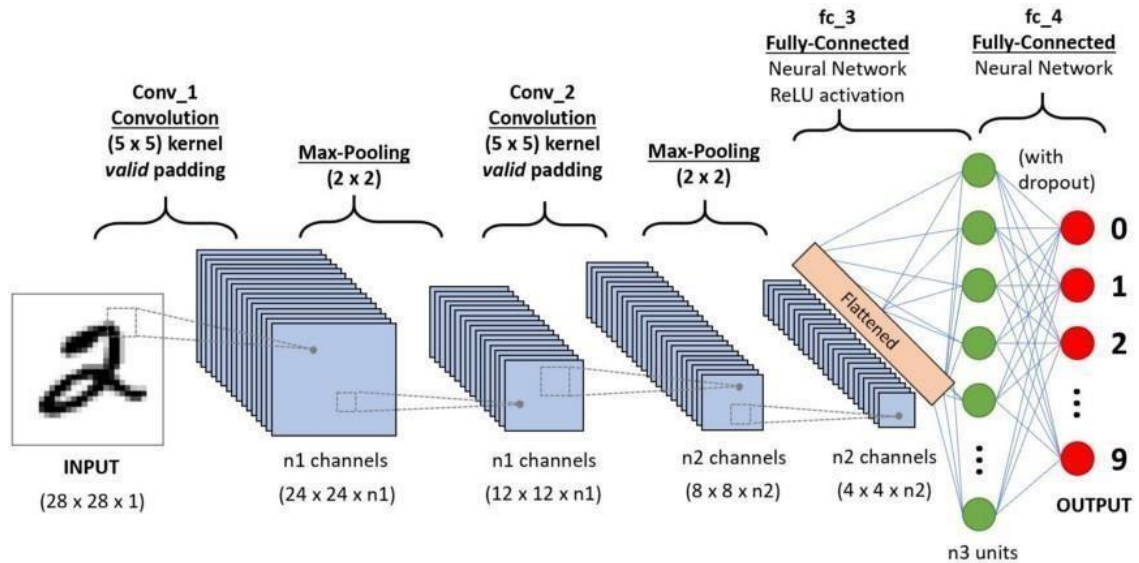 fc_3
Fully-Connected
Neural Network
ReLU activation
fc_4
Fully-Connected
Neural Network
Conv_1
Convolution
(5 x 5) kernel
valid padding
Max-Pooling
(2 x 2)
Conv_2
Convolution
(5 x 5) kernel
valid padding
Max-Pooling
(2 x 2)
(with
dropout)
Flattened
0
1
2
9
OUTPUT
INPUT
(28 x 28 x 1)
n1 channels
(24 x 24 x n1)
n1 channels
(12 x 12 x n1)
n2 channels
(8 x 8 x n2)
n2 channels
(4 x 4 x n2)
n3 units
2